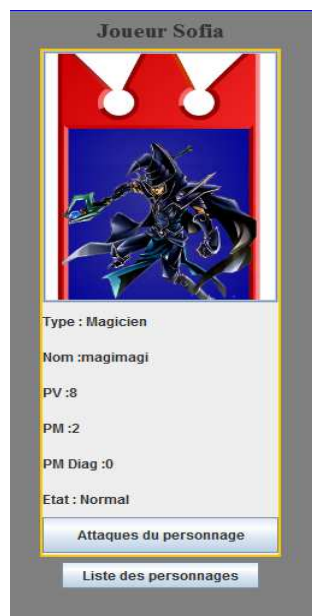 Joueur Sofia
Type : Magicien
Nom :magimagi
PV :8
PM :2
PM Diag :0
Etat : Normal
Attaques du personnage
Liste des personnages